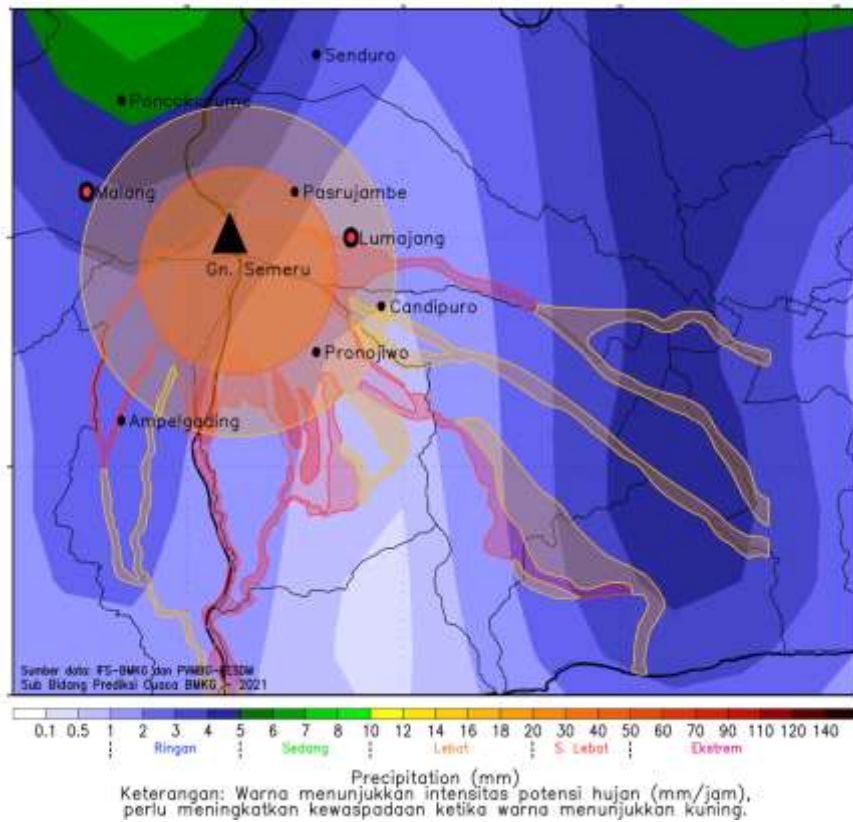 Senduro
Poncokusumo
Malang
Pasrujambe
Lumajang
Gn. Semeru
Candipuro
Pronojiwo
Ampelgading
Sumber data: IFS-BMKG dan PVMBG-ESDM
Sub Bidang Prediksi Cuaca BMKG - 2021
0.1 0.5 1 2 3 4 5 6 7 8 10 12 14 16 18 20 30 40 50 60 70 90 110 120 140
Ringan Sedang Lebat S. Lebat Ekstrem
Precipitation (mm)
Keterangan: Warna menunjukkan intensitas potensi hujan (mm/jam),
perlu meningkatkan kewaspadaan ketika warna menunjukkan kuning.